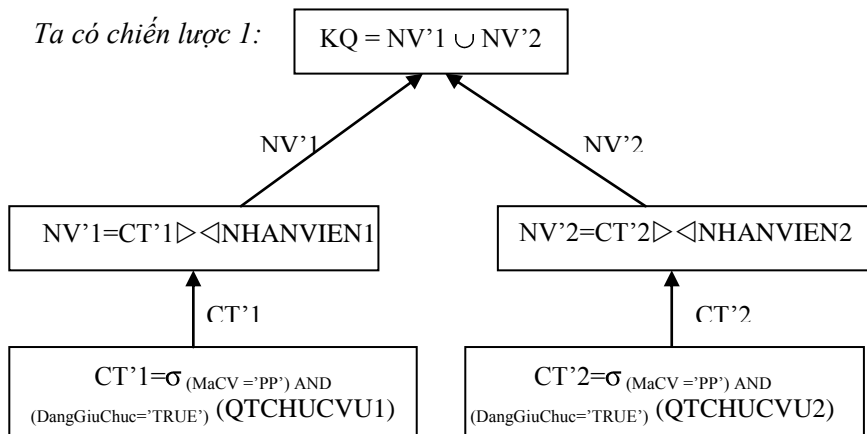 Ta có chiến lược 1:
KQ = NV’1 ∪ NV’2
NV’1
NV’2
NV’1=CT’1▷◁NHANVIEN1
NV’2=CT’2▷◁NHANVIEN2
CT’1
CT’2
CT’1=σ (MaCV =’PP’) AND
(DangGiuChuc=’TRUE’) (QTCHUCVU1)
CT’2=σ (MaCV =’PP’) AND
(DangGiuChuc=’TRUE’) (QTCHUCVU2)